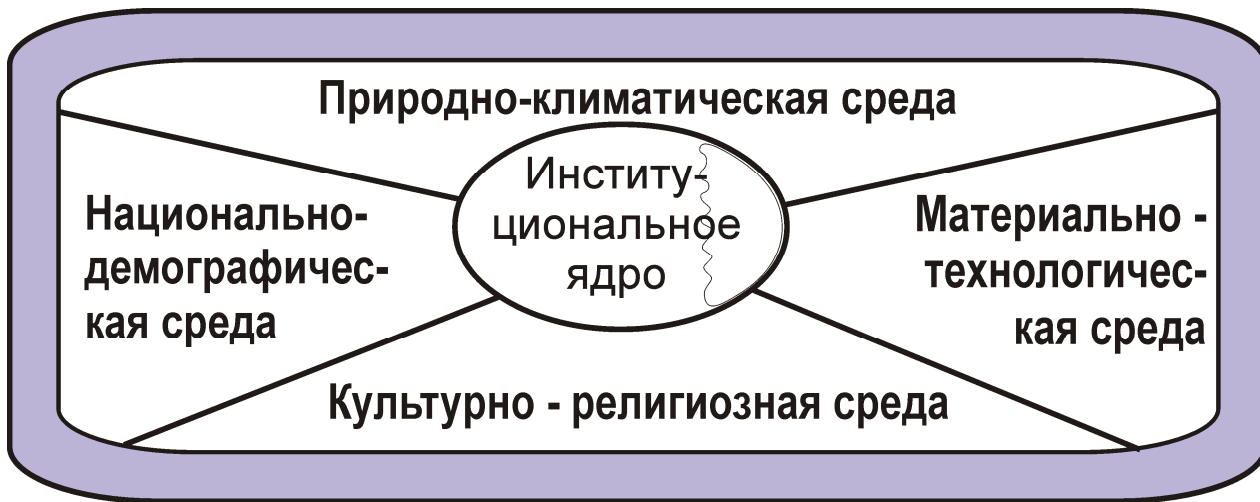 Природно-климатическая среда
Институ-
циональное
ядро
Национально-
демографичес-
кая среда
Материально -
технологичес-
кая среда
Культурно - религиозная среда